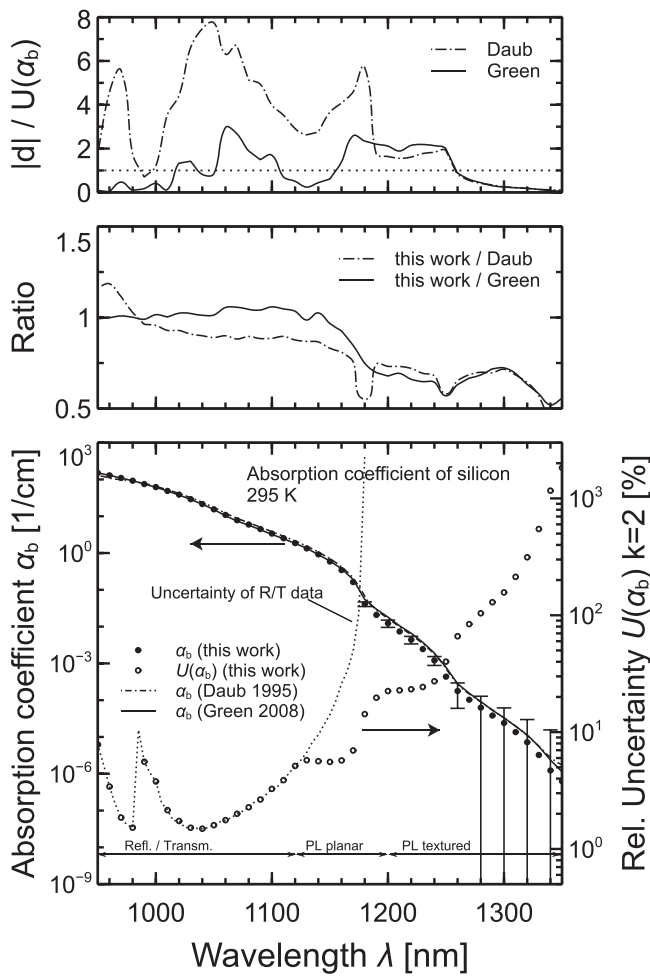 8
6
4
2
0
|d| / U(αb)
Daub
Green
1.5
1
0.5
Ratio
this work / Daub
this work / Green
10³
10⁰
10⁻³
10⁻⁶
10⁻⁹
Absorption coefficient αb [1/cm]
Absorption coefficient of silicon
295 K
Uncertainty of R/T data
αb (this work)
U(αb) (this work)
αb (Daub 1995)
αb (Green 2008)
Refl. / Transm.
PL planar
PL textured
10³
10²
10¹
10⁰
Rel. Uncertainty U(αb) k=2 [%]
1000
1100
1200
1300
Wavelength λ [nm]